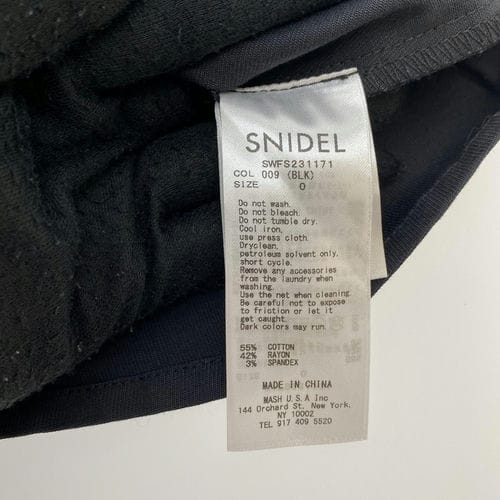 SNIDEL
SWFS231171
COL 009 (BLK)
SIZE 0
Do not wash.
Do not bleach.
Do not tumble dry.
Cool iron,
use press cloth.
Dryclean,
petroleum solvent only,
short cycle.
Remove any accessories
from the laundry when
washing.
Use the net when cleaning.
Be careful not to expose
to friction or let it
get caught.
Dark colors may run.
55% COTTON
42% RAYON
3% SPANDEX
MADE IN CHINA
MASH U.S.A Inc
144 Orchard St. New York.
NY 10002
TEL 917 409 5520